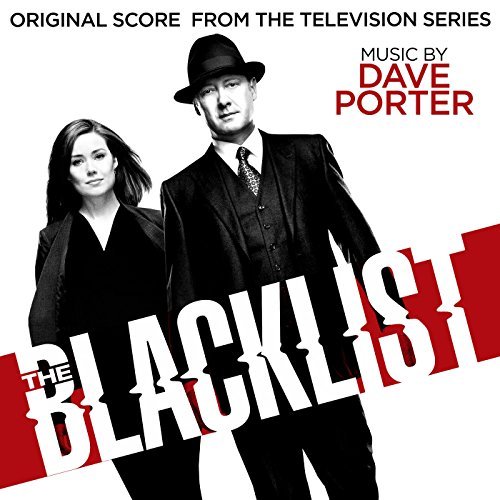 ORIGINAL SCORE FROM THE TELEVISION SERIES
MUSIC BY
DAVE
PORTER
THE
BLACKLIST